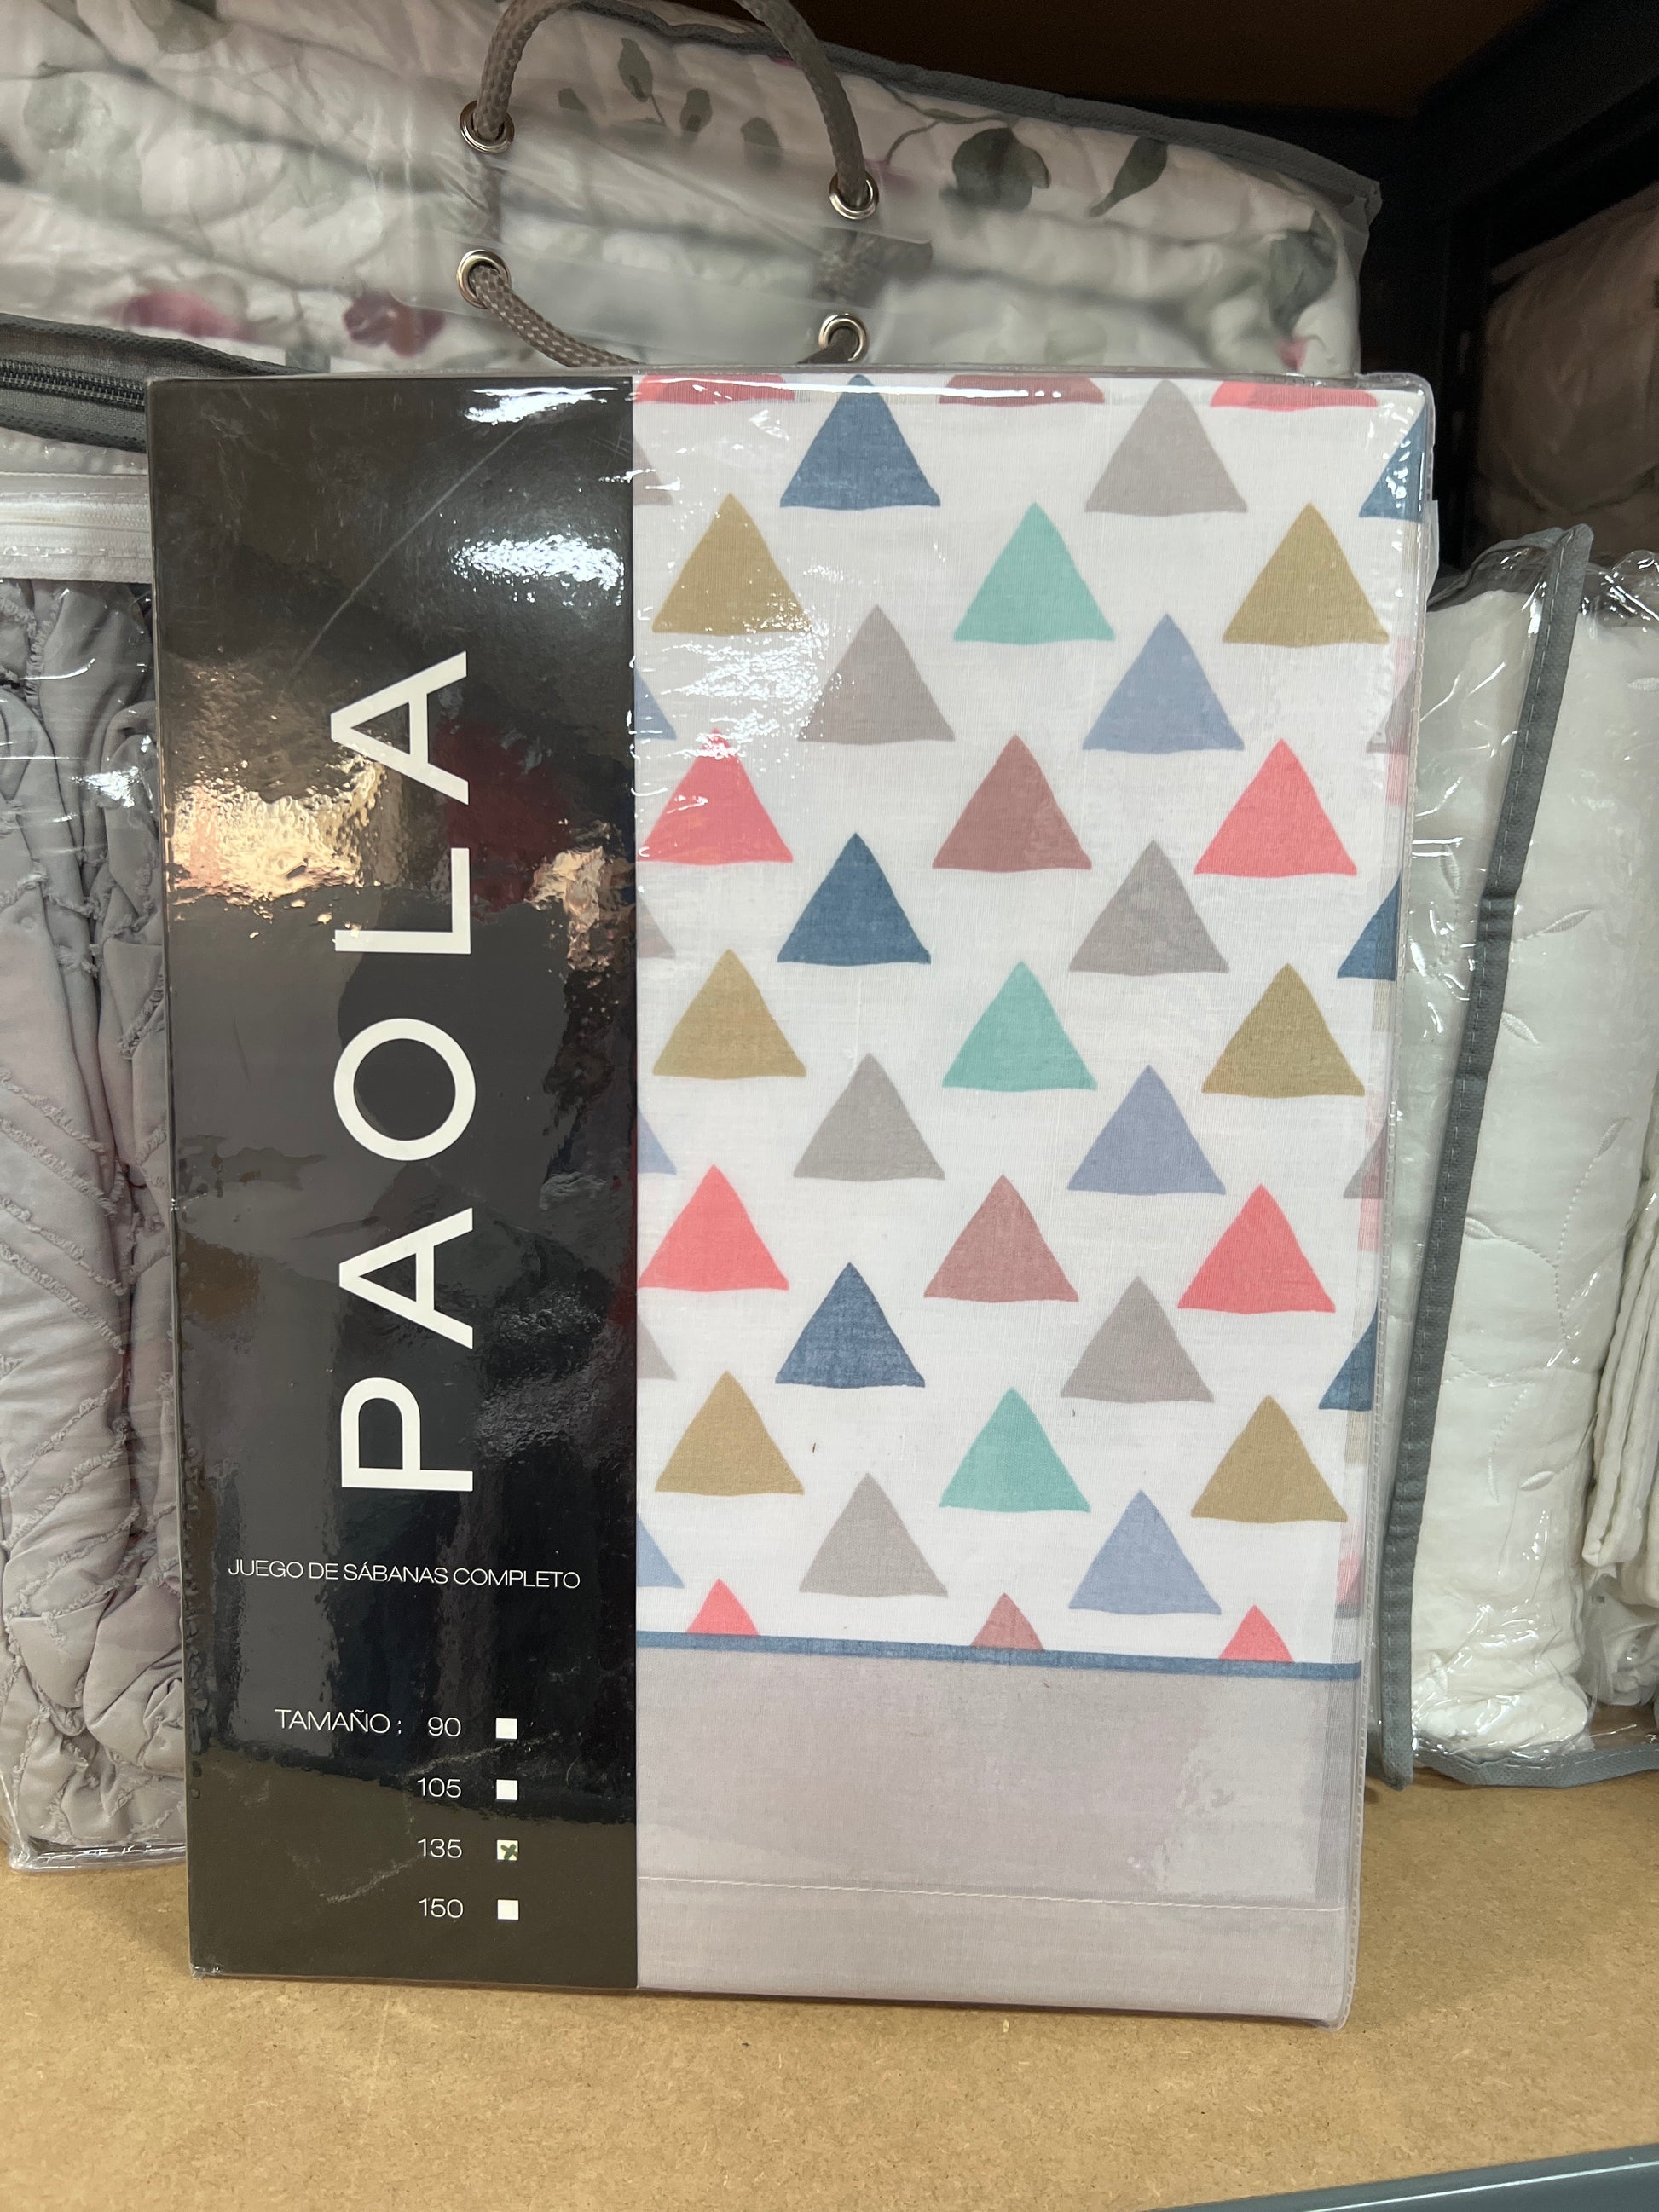 PAOLA
JUEGO DE SÁBANAS COMPLETO
TAMAÑO: 90
105
135
150